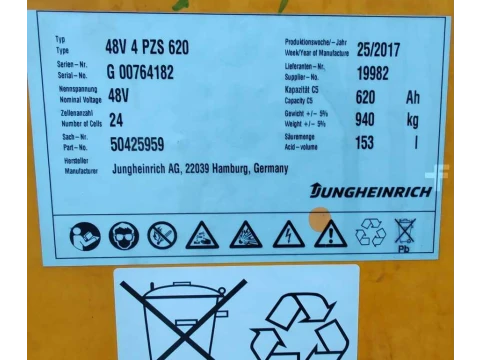 Typ
Type
48V 4 PZS 620
Produktionswoche/- Jahr
Week/Year of Manufacture
25/2017
Serien- Nr.
Serial-No.
G 00764182
Lieferanten- Nr.
Supplier - No.
19982
Nennspannung
Nominal Voltage
48V
Kapazität C5
Capacity C5
620 Ah
Zellenanzahl
Number of Cells
24
Gewicht +/- 5%
Weight +/- 5%
940 kg
Sach- Nr.
Part-No.
50425959
Säuremenge
Acid - volume
153 l
Hersteller
Manufacturer
Jungheinrich AG, 22039 Hamburg, Germany
JUNGHEINRICH
Pb